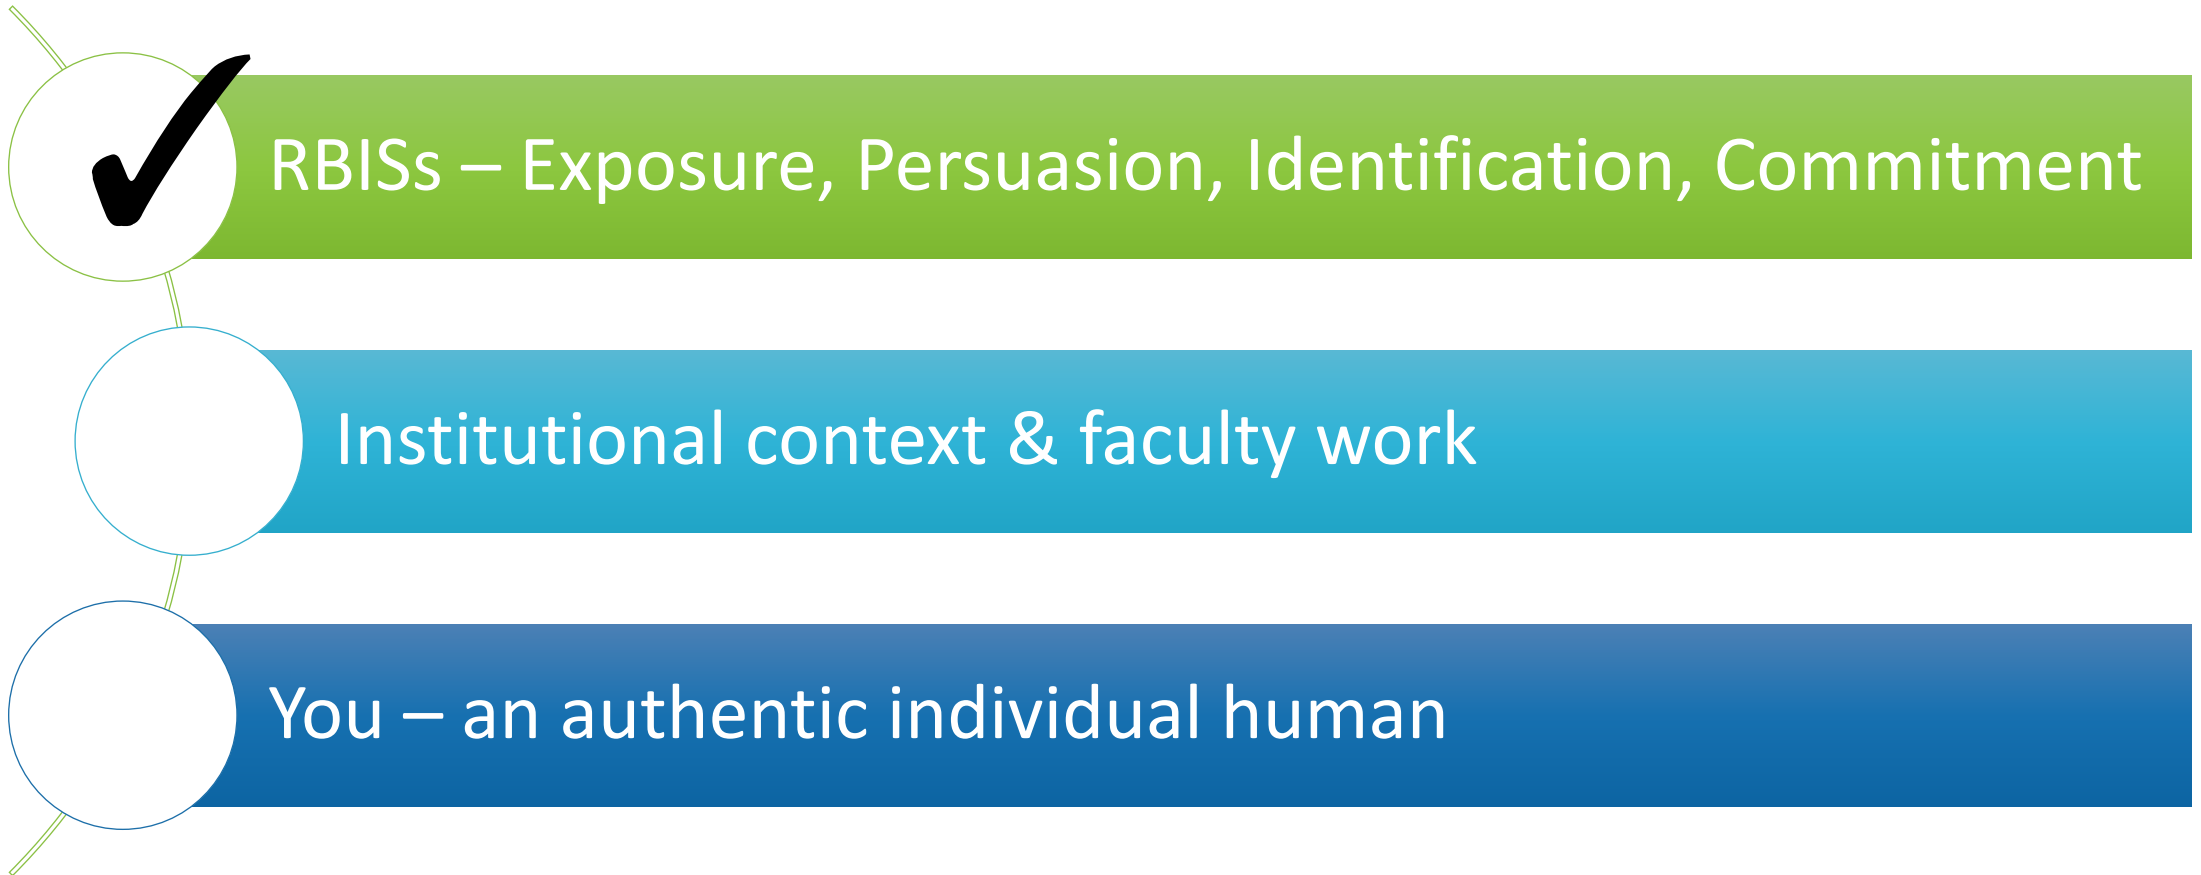 RBISs – Exposure, Persuasion, Identification, Commitment
Institutional context & faculty work
You – an authentic individual human